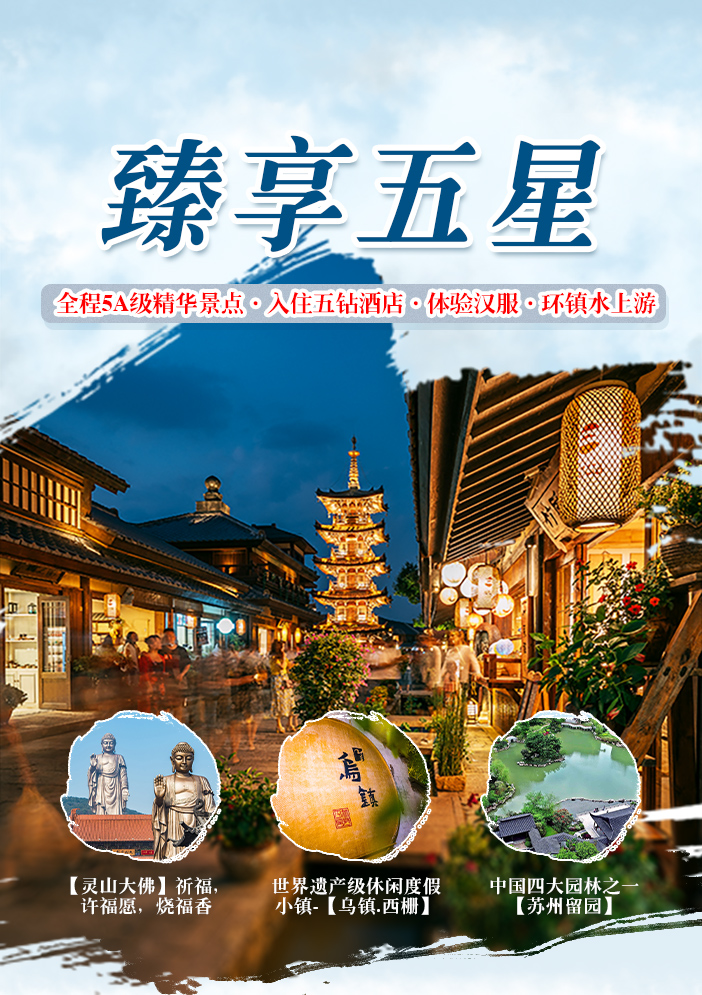 臻享五星
全程5A级精华景点·入住五钻酒店·体验汉服·环镇水上游
烏鎮
【灵山大佛】祈福，
许福愿，烧福香
世界遗产级休闲度假
小镇-【乌镇.西栅】
中国四大园林之一
【苏州留园】